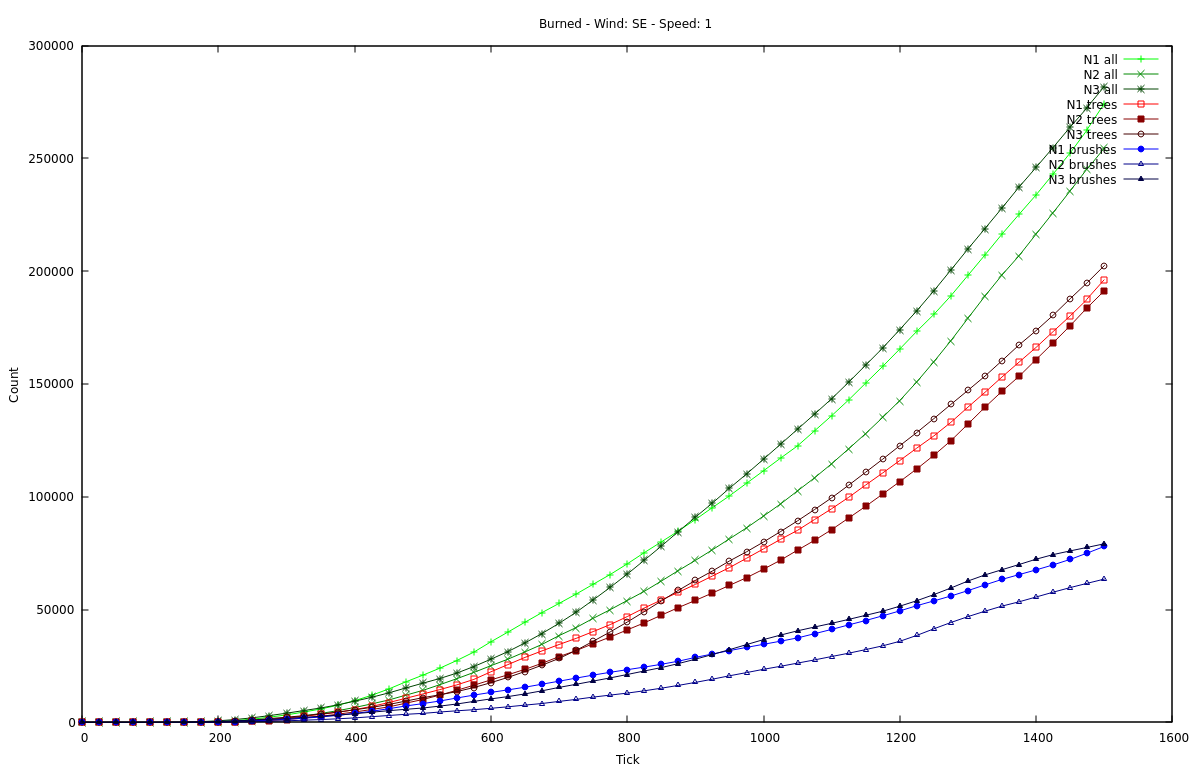 Burned - Wind: SE - Speed: 1
300000
250000
200000
150000
100000
50000
0
Count
0 200 400 600 800 1000 1200 1400 1600
Tick
N1 all
N2 all
N3 all
N1 trees
N2 trees
N3 trees
N1 brushes
N2 brushes
N3 brushes